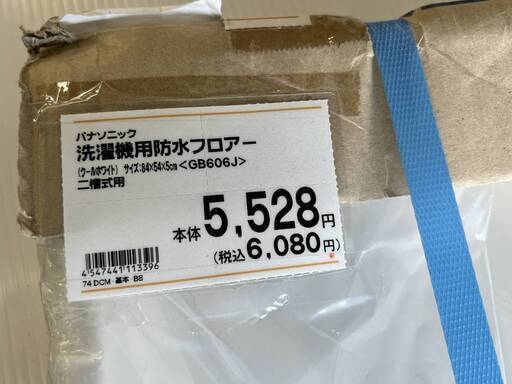 パナソニック
洗濯機用防水フロアー
(クールホワイト) サイズ:84×54×5cm <GB606J>
二槽式用
本体 5,528円
(税込 6,080円)
4547441113396
74 DCM 基本 B8